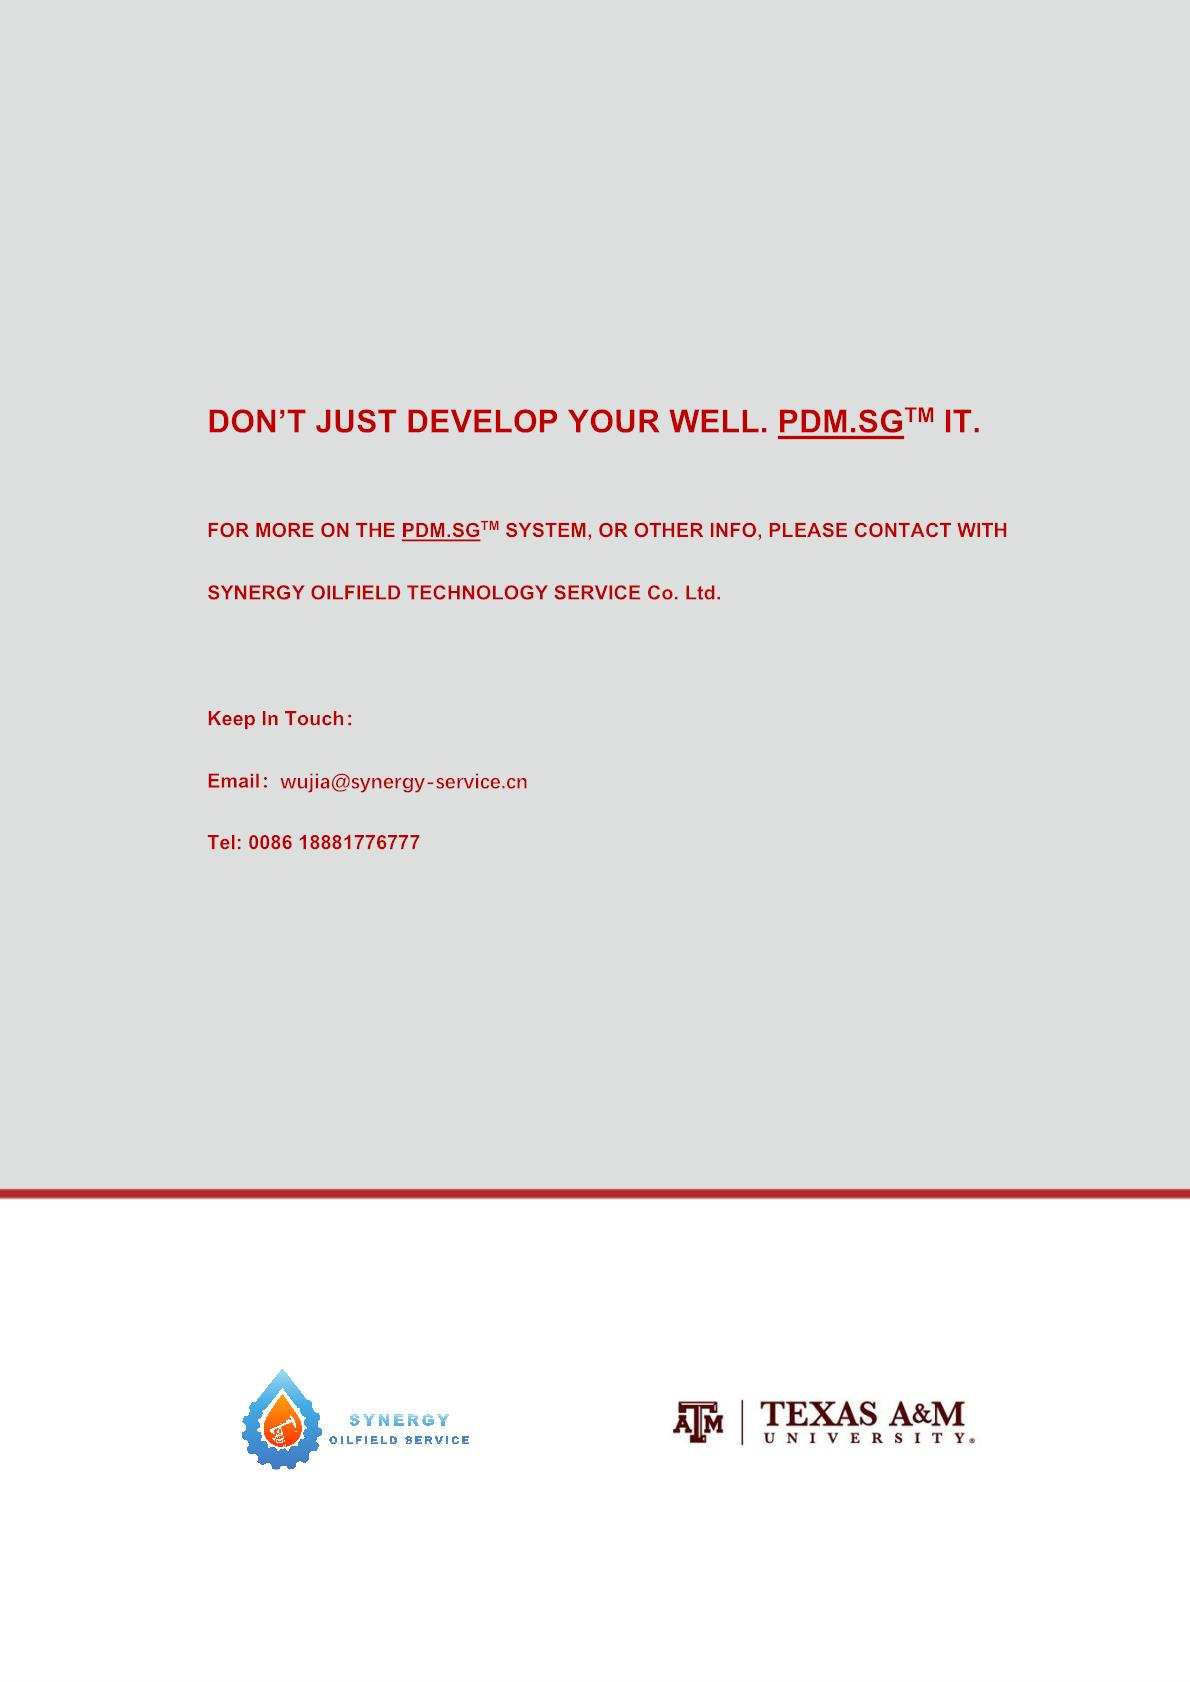 DON’T JUST DEVELOP YOUR WELL. PDM.SG™ IT.
FOR MORE ON THE PDM.SG™ SYSTEM, OR OTHER INFO, PLEASE CONTACT WITH
SYNERGY OILFIELD TECHNOLOGY SERVICE Co. Ltd.
Keep In Touch：
Email： wujia@synergy-service.cn
Tel: 0086 18881776777
SYNERGY
OILFIELD SERVICE
ATM
TEXAS A&M
UNIVERSITY®